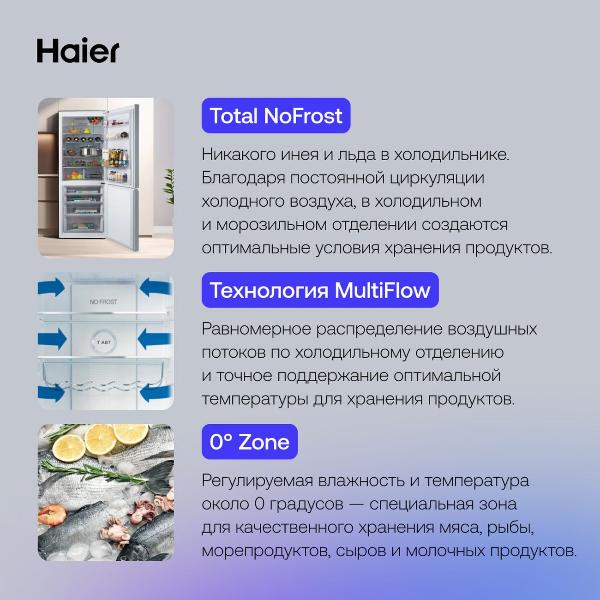 Haier
Total NoFrost
Никакого инея и льда в холодильнике.
Благодаря постоянной циркуляции
холодного воздуха, в холодильном
и морозильном отделении создаются
оптимальные условия хранения продуктов.
NO FROST
T ABT
Технология MultiFlow
Равномерное распределение воздушных
потоков по холодильному отделению
и точное поддержание оптимальной
температуры для хранения продуктов.
0° Zone
Регулируемая влажность и температура
около 0 градусов — специальная зона
для качественного хранения мяса, рыбы,
морепродуктов, сыров и молочных продуктов.